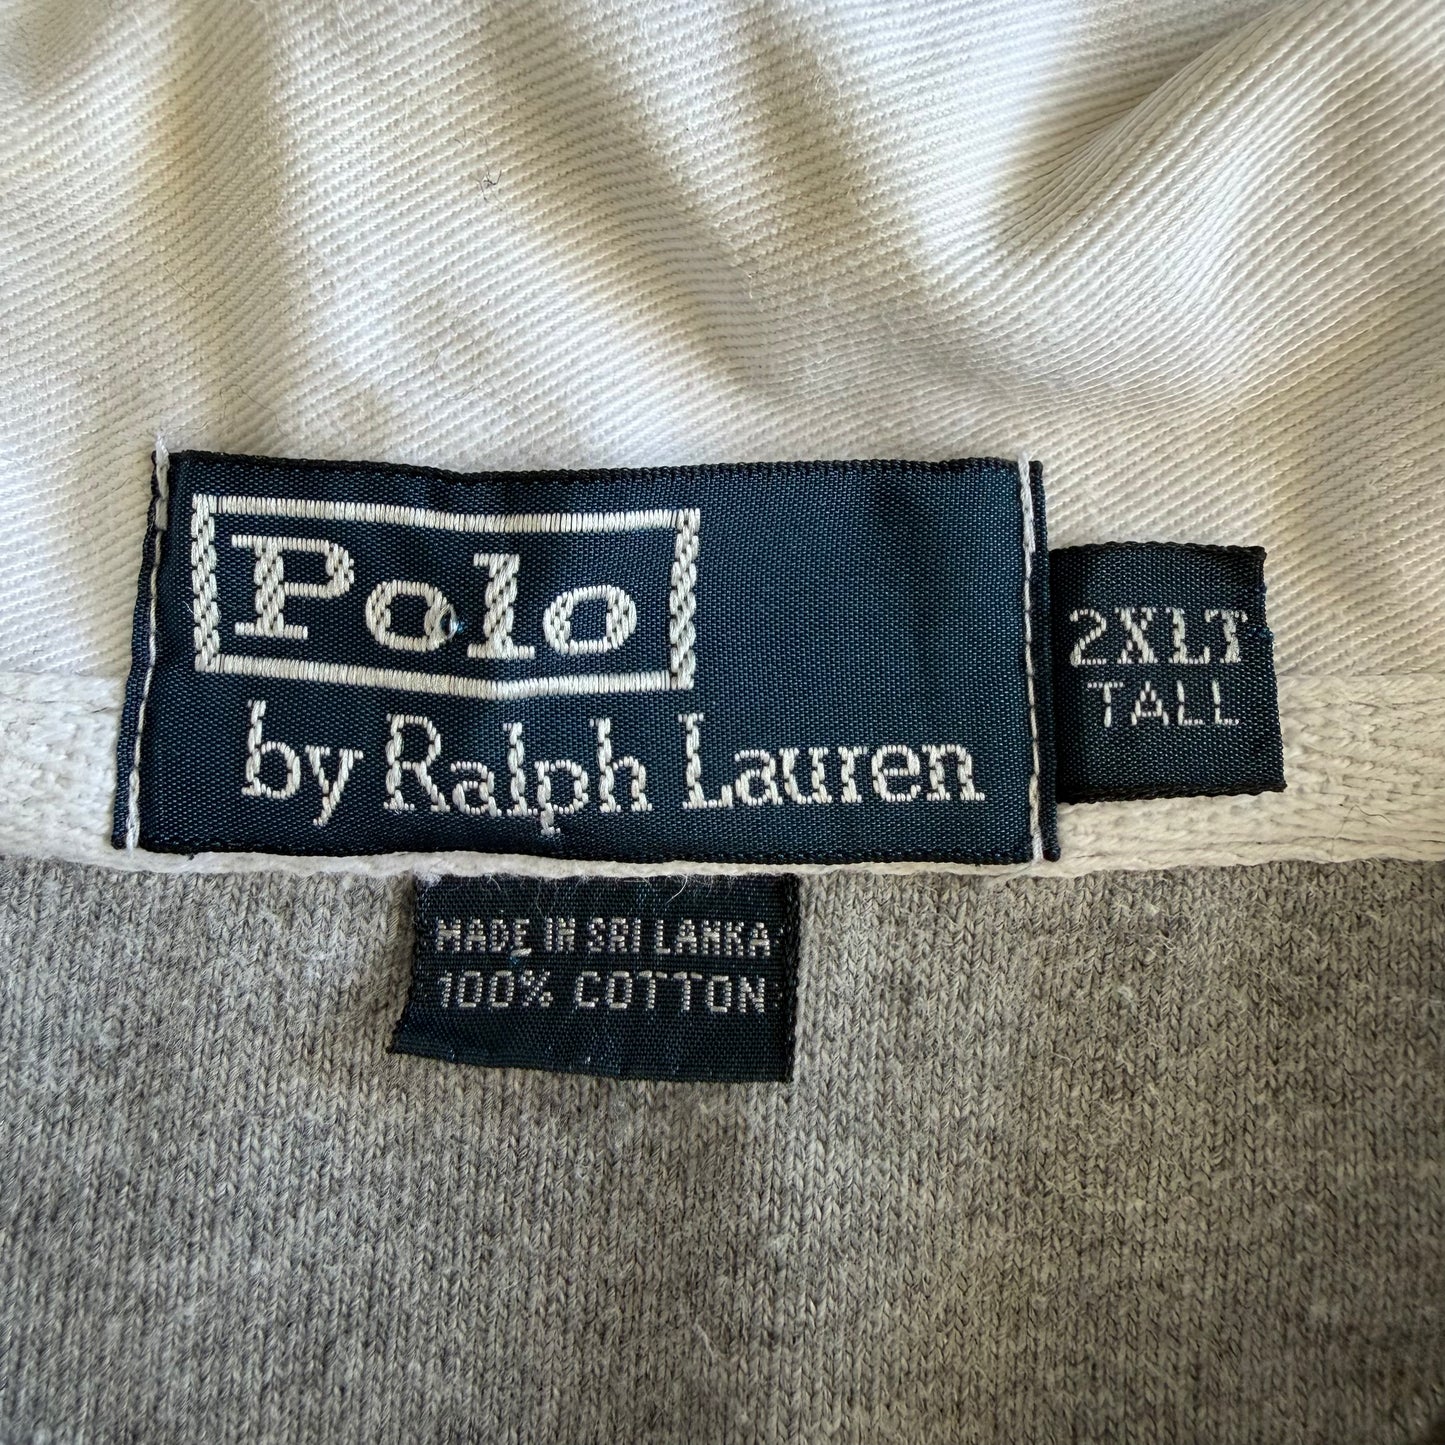 Polo
by Ralph Lauren
2XLT
TALL
MADE IN SRI LANKA
100% COTTON